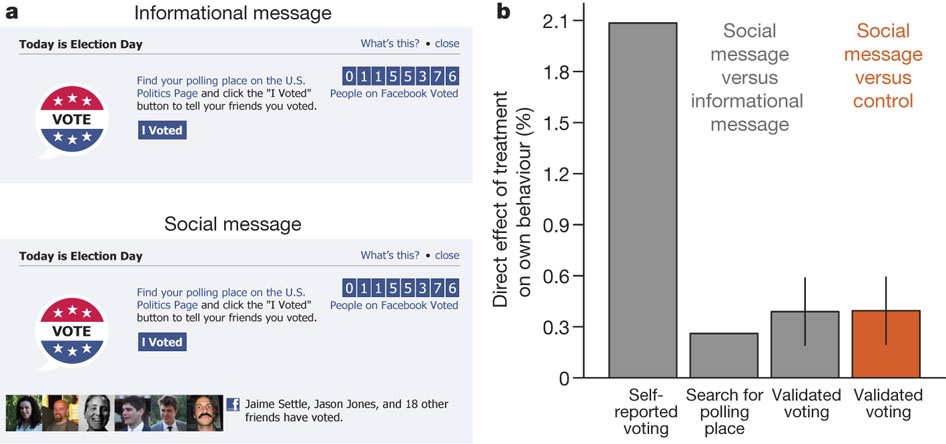 a
Informational message
Today is Election Day
What's this? • close
Find your polling place on the U.S.
Politics Page and click the "I Voted"
button to tell your friends you voted.
I Voted
0 1 1 5 5 3 7 6
People on Facebook Voted
VOTE
Social message
Today is Election Day
What's this? • close
Find your polling place on the U.S.
Politics Page and click the "I Voted"
button to tell your friends you voted.
I Voted
0 1 1 5 5 3 7 6
People on Facebook Voted
VOTE
f
Jaime Settle, Jason Jones, and 18 other
friends have voted.
b
Direct effect of treatment
on own behaviour (%)
2.1
1.8
1.5
1.2
0.9
0.6
0.3
0
Social
message
versus
informational
message
Social
message
versus
control
Self-
reported
voting
Search for
polling
place
Validated
voting
Validated
voting